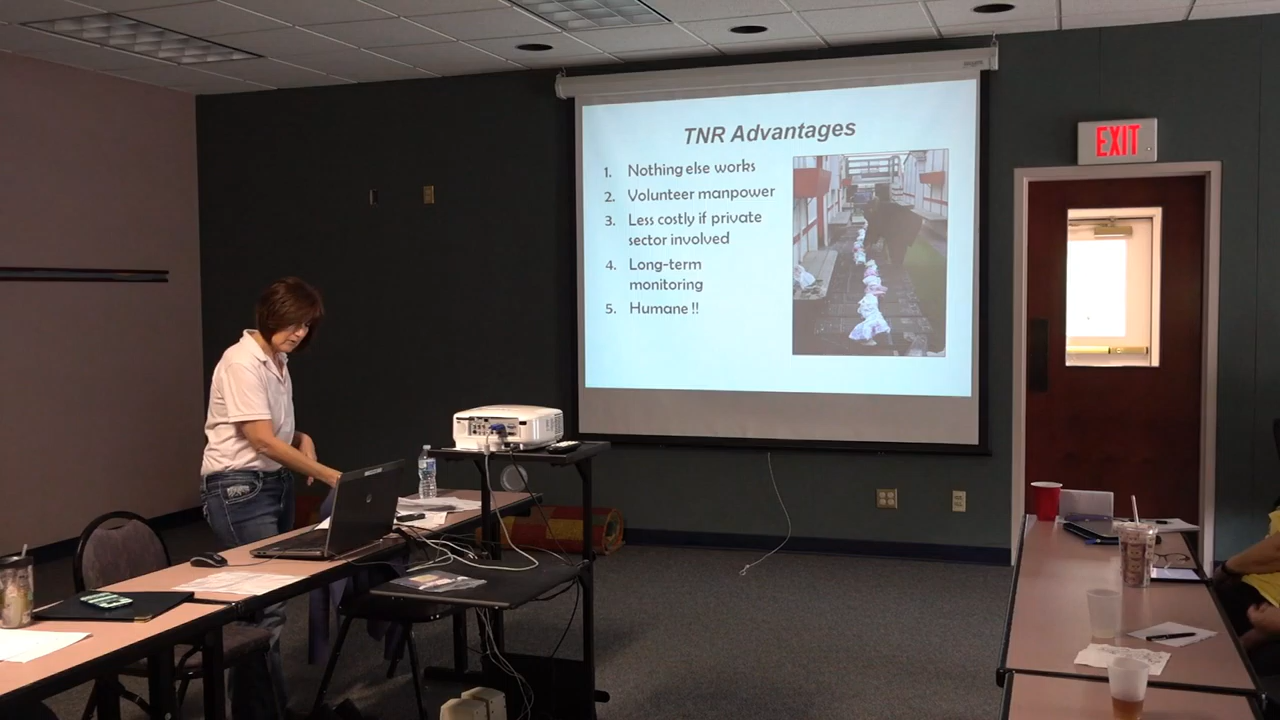 TNR Advantages
1. Nothing else works
2. Volunteer manpower
3. Less costly if private
sector involved
4. Long-term
monitoring
5. Humane !!
EXIT